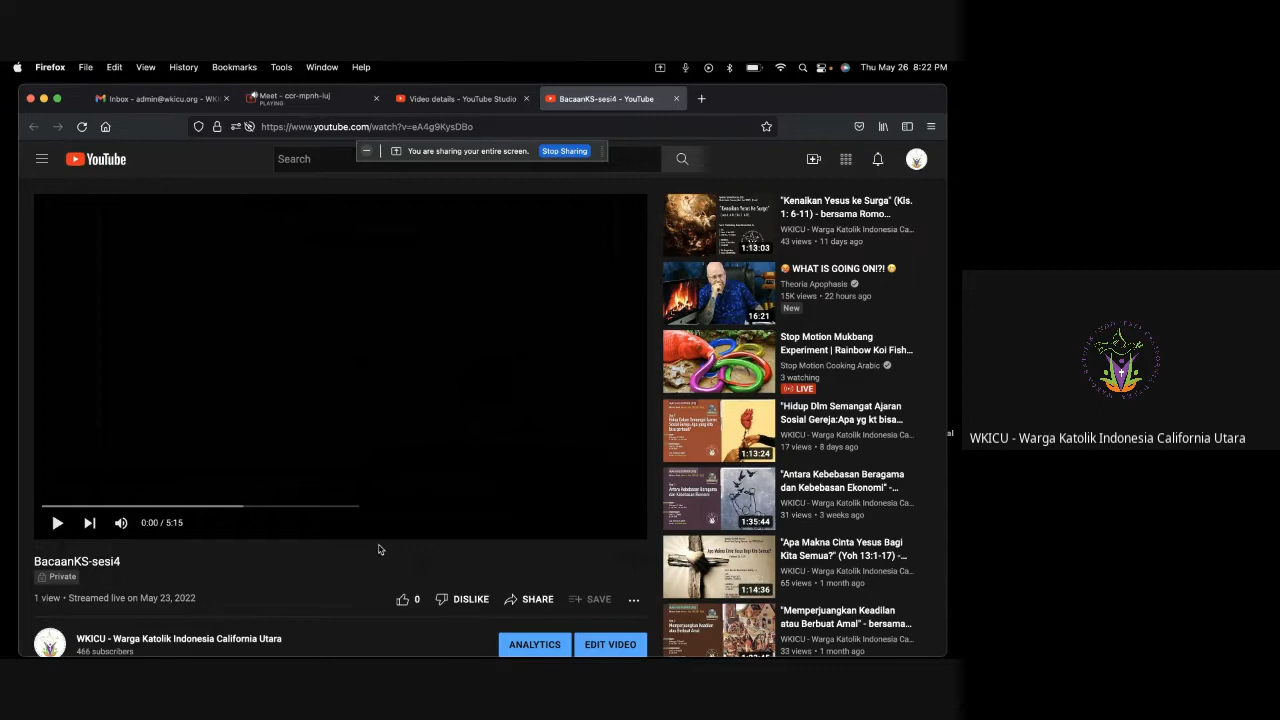 Firefox File Edit View History Bookmarks Tools Window Help Thu May 26 8:22 PM
Inbox - admin@wkicu.org - WKI
Meet - ccr-mpnh-iuj
PLAYING
Video details - YouTube Studio
BacaanKS-sesi4 - YouTube
https://www.youtube.com/watch?v=eA4g9KysDBo
You are sharing your entire screen. Stop Sharing
YouTube
Search
0:00 / 5:15
BacaanKS-sesi4
Private
1 view • Streamed live on May 23, 2022
0 DISLIKE SHARE SAVE
WKICU - Warga Katolik Indonesia California Utara
466 subscribers
ANALYTICS EDIT VIDEO
"Kenaikan Yesus ke Surga" (Kis.
1: 6-11) - bersama Romo...
WKICU - Warga Katolik Indonesia Ca...
43 views • 11 days ago
1:13:03
😡 WHAT IS GOING ON!?! 🤭
Theoria Apophasis
15K views • 22 hours ago
New
16:21
Stop Motion Mukbang
Experiment | Rainbow Koi Fish...
Stop Motion Cooking Arabic
3 watching
LIVE
"Hidup Dlm Semangat Ajaran
Sosial Gereja:Apa yg kt bisa...
WKICU - Warga Katolik Indonesia Ca...
17 views • 8 days ago
1:13:24
"Antara Kebebasan Beragama
dan Kebebasan Ekonomi" -...
WKICU - Warga Katolik Indonesia Ca...
31 views • 3 weeks ago
1:35:44
"Apa Makna Cinta Yesus Bagi
Kita Semua?" (Yoh 13:1-17) -...
WKICU - Warga Katolik Indonesia Ca...
65 views • 1 month ago
1:14:36
"Memperjuangkan Keadilan
atau Berbuat Amal" - bersama...
WKICU - Warga Katolik Indonesia Ca...
33 views • 1 month ago
al
WKICU - Warga Katolik Indonesia California Utara